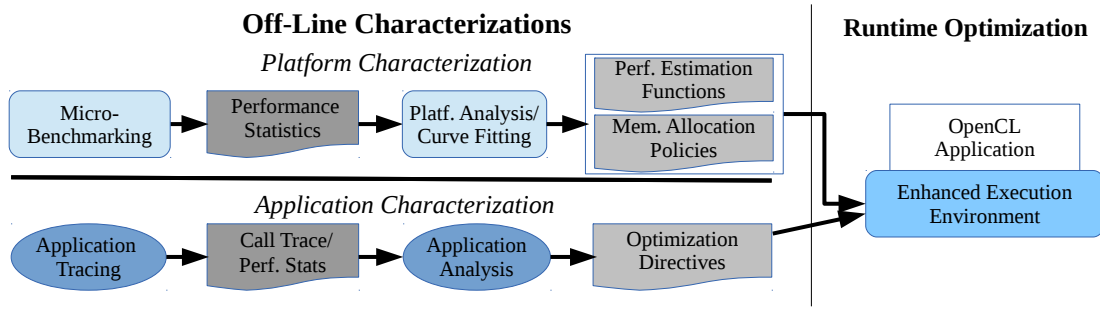 Off-Line Characterizations
Runtime Optimization
Platform Characterization
Micro-
Benchmarking
Performance
Statistics
Platf. Analysis/
Curve Fitting
Perf. Estimation
Functions
Mem. Allocation
Policies
OpenCL
Application
Enhanced Execution
Environment
Application Characterization
Application
Tracing
Call Trace/
Perf. Stats
Application
Analysis
Optimization
Directives